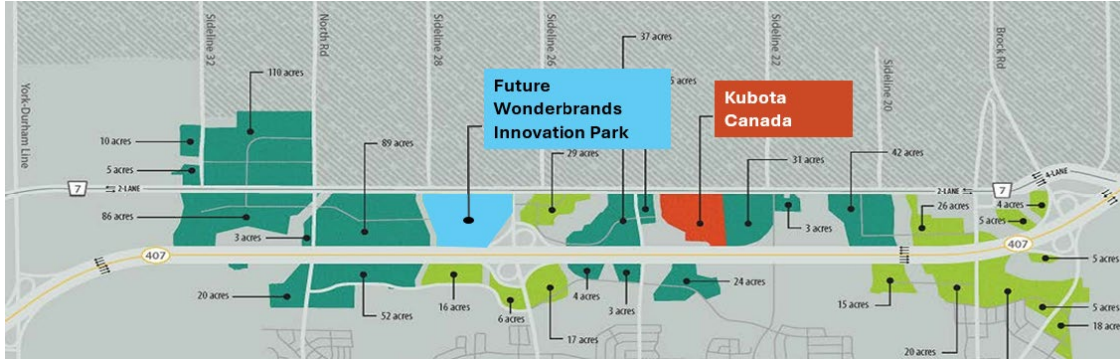 York-Durham Line
Sideline 32
North Rd
Sideline 28
Sideline 26
Sideline 22
Sideline 20
Brock Rd
37 acres
110 acres
Future
Wonderbrands
Innovation Park
5 acres
Kubota
Canada
10 acres
89 acres
29 acres
31 acres
42 acres
5 acres
4-LANE
7
2-LANE
2-LANE
7
86 acres
26 acres
4 acres
3 acres
3 acres
5 acres
407
407
5 acres
20 acres
52 acres
16 acres
6 acres
17 acres
4 acres
3 acres
24 acres
15 acres
20 acres
5 acres
18 acres